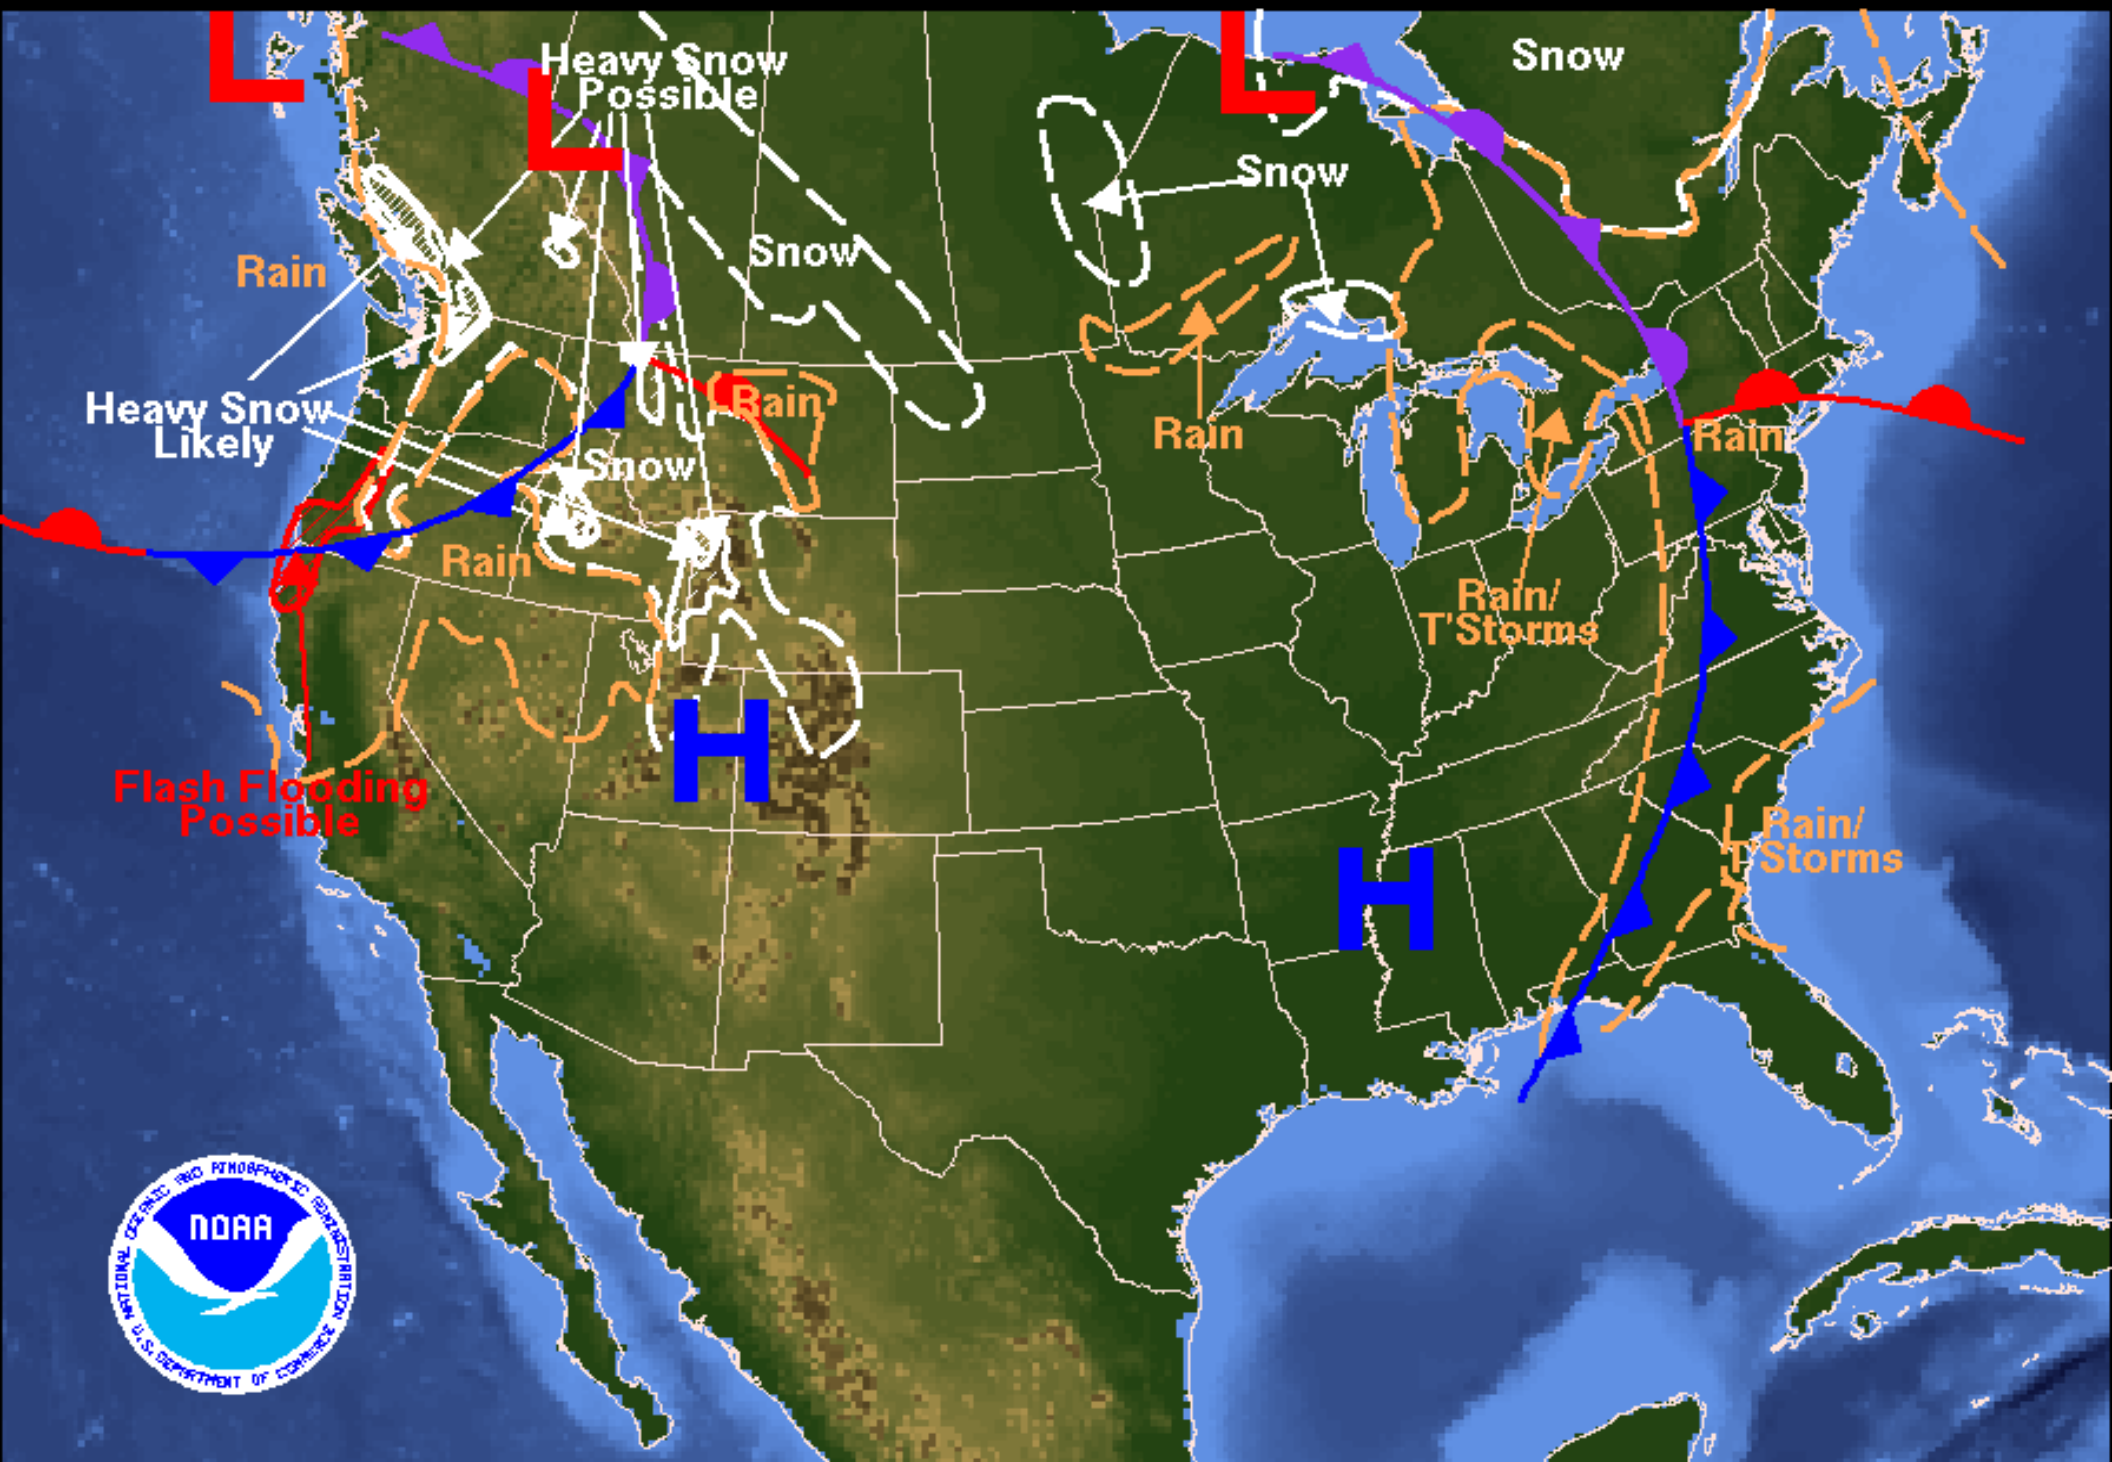 L
L
L
Heavy Snow
Possible
Snow
Snow
Snow
Rain
Heavy Snow
Likely
Rain
Rain
Rain
Snow
Rain
Rain/
T'Storms
H
Flash Flooding
Possible
Rain/
T'Storms
H
NOAA
NATIONAL OCEANIC AND ATMOSPHERIC ADMINISTRATION
U.S. DEPARTMENT OF COMMERCE